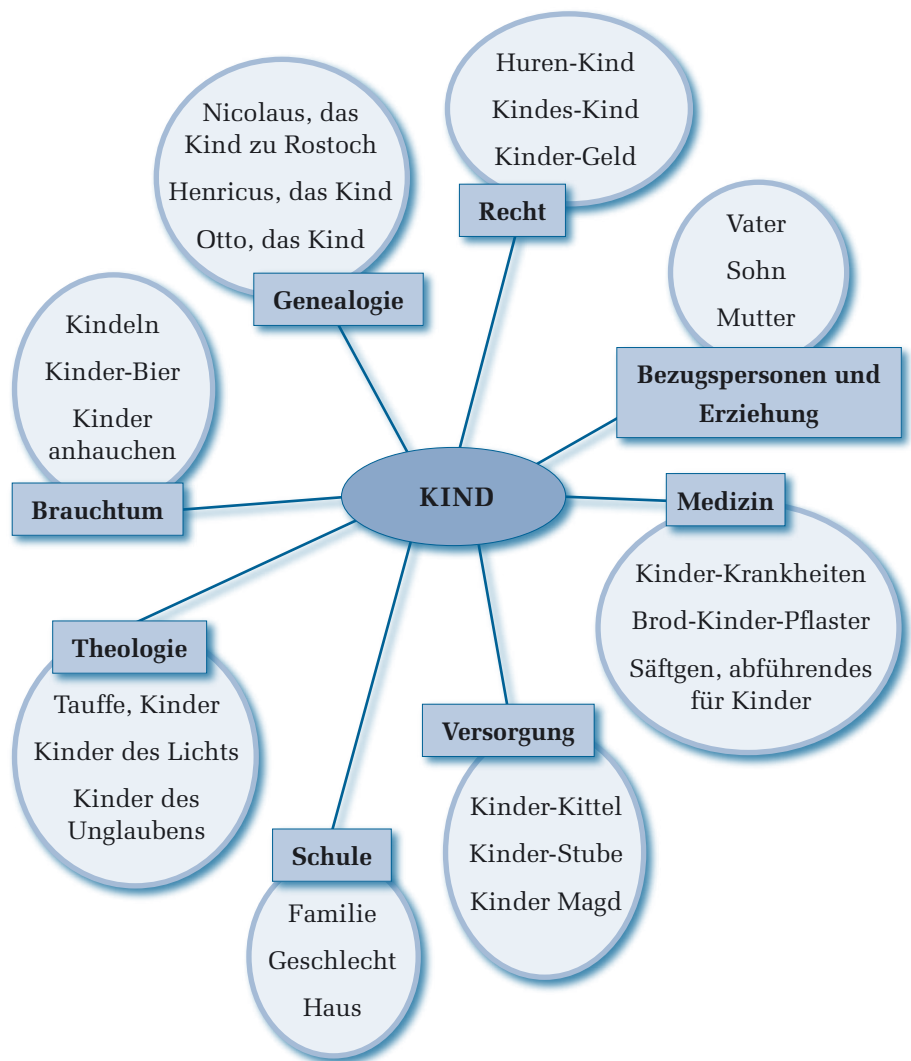 Nicolaus, das
Kind zu Rostoch
Henricus, das Kind
Otto, das Kind
Genealogie
Huren-Kind
Kindes-Kind
Kinder-Geld
Recht
Vater
Sohn
Mutter
Bezugspersonen und
Erziehung
Kindeln
Kinder-Bier
Kinder
anhauchen
Brauchtum
KIND
Medizin
Kinder-Krankheiten
Brod-Kinder-Pflaster
Säftgen, abführendes
für Kinder
Theologie
Tauffe, Kinder
Kinder des Lichts
Kinder des
Unglaubens
Versorgung
Kinder-Kittel
Kinder-Stube
Kinder Magd
Schule
Familie
Geschlecht
Haus